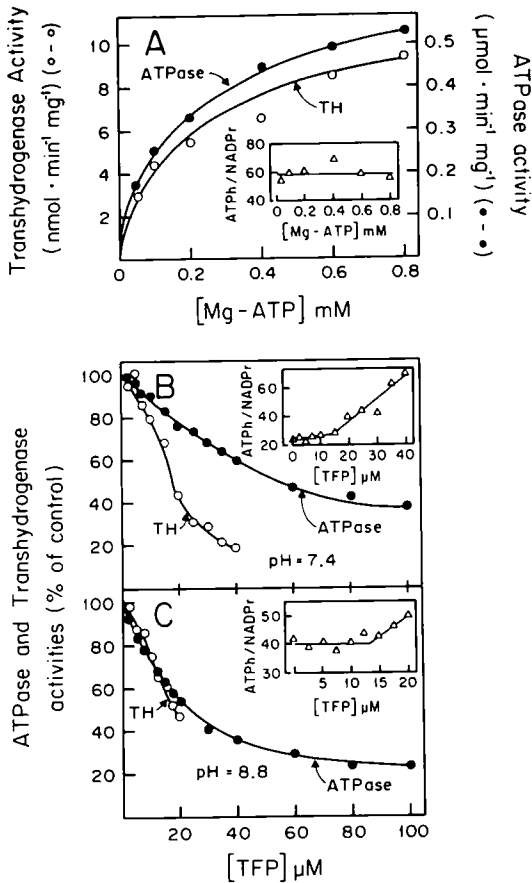 A
Transhydrogenase Activity
(nmol · min⁻¹ mg⁻¹) (o-o)
10
8
6
4
2
ATPase
TH
ATPh/NADPr
80
60
40
0
0.2
0.4
0.6
0.8
[Mg-ATP] mM
0.5
0.4
0.3
0.2
0.1
ATPase activity
(μmol · min⁻¹ mg⁻¹) (●-●)
0
0.2
0.4
0.6
0.8
[Mg-ATP] mM
ATPase and Transhydrogenase
activities (% of control)
B
100
80
60
40
20
TH
ATPase
pH = 7.4
ATPh/NADPr
60
40
20
0
10
20
30
40
[TFP] μM
C
100
80
60
40
20
TH
ATPase
pH = 8.8
ATPh/NADPr
50
40
30
5
10
15
20
[TFP] μM
20
40
60
80
100
[TFP] μM